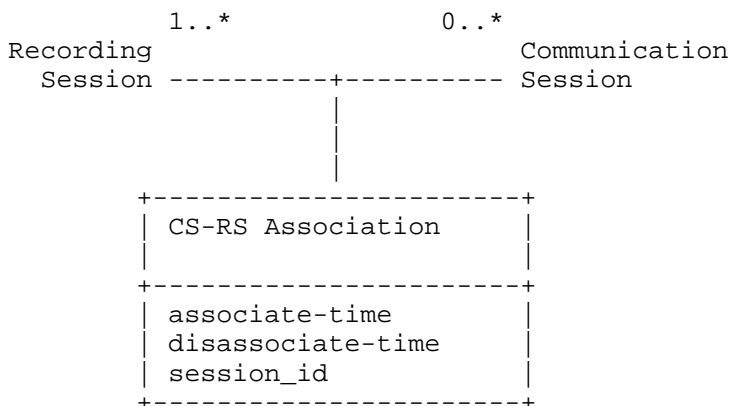 1..* 0..*
Recording Communication
Session ----------+---------- Session
|
|
|
+-----------------------+
| CS-RS Association |
| |
+-----------------------+
| associate-time |
| disassociate-time |
| session_id |
+-----------------------+